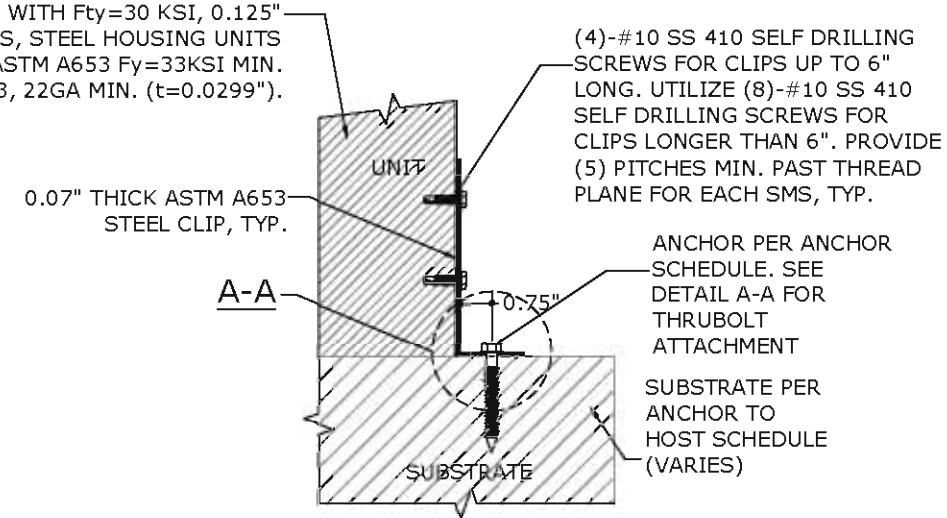 WITH Fty=30 KSI, 0.125"
S, STEEL HOUSING UNITS
ASTM A653 Fy=33KSI MIN.
3, 22GA MIN. (t=0.0299").
(4)-#10 SS 410 SELF DRILLING
SCREWS FOR CLIPS UP TO 6"
LONG. UTILIZE (8)-#10 SS 410
SELF DRILLING SCREWS FOR
CLIPS LONGER THAN 6". PROVIDE
(5) PITCHES MIN. PAST THREAD
PLANE FOR EACH SMS, TYP.
UNIT
0.07" THICK ASTM A653
STEEL CLIP, TYP.
ANCHOR PER ANCHOR
SCHEDULE. SEE
DETAIL A-A FOR
THRUBOLT
ATTACHMENT
A-A
0.75"
SUBSTRATE PER
ANCHOR TO
HOST SCHEDULE
(VARIES)
SUBSTRATE